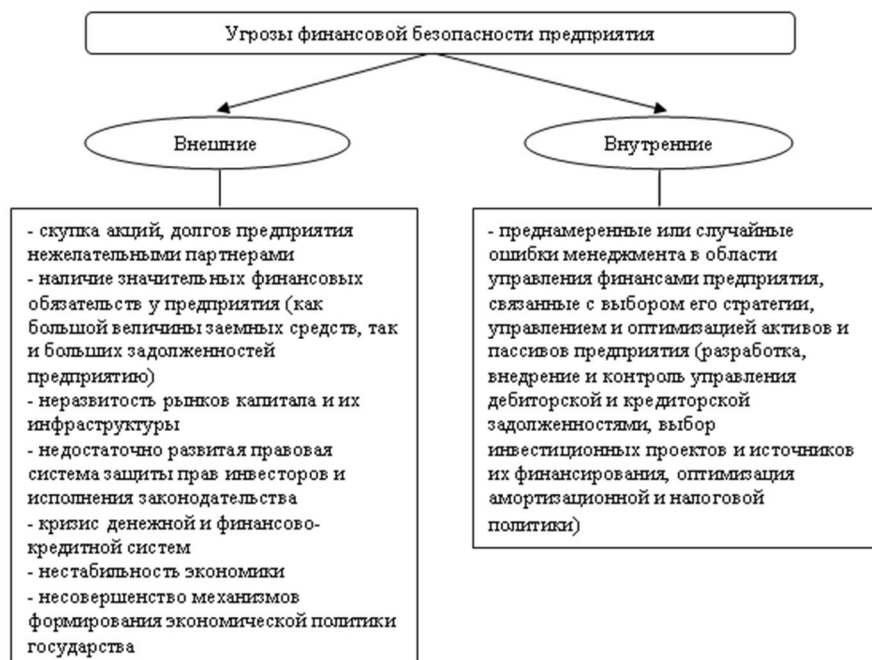 Угрозы финансовой безопасности предприятия
Внешние
Внутренние
- скупка акций, долгов предприятия
нежелательными партнерами
- наличие значительных финансовых
обязательств у предприятия (как
большой величины заемных средств, так
и больших задолженностей
предприятию)
- неразвитость рынков капитала и их
инфраструктуры
- недостаточно развитая правовая
система защиты прав инвесторов и
исполнения законодательства
- кризис денежной и финансово-
кредитной систем
- нестабильность экономики
- несовершенство механизмов
формирования экономической политики
государства
- преднамеренные или случайные
ошибки менеджмента в области
управления финансами предприятия,
связанные с выбором его стратегии,
управлением и оптимизацией активов и
пассивов предприятия (разработка,
внедрение и контроль управления
дебиторской и кредиторской
задолженностями, выбор
инвестиционных проектов и источников
их финансирования, оптимизация
амортизационной и налоговой
политики)